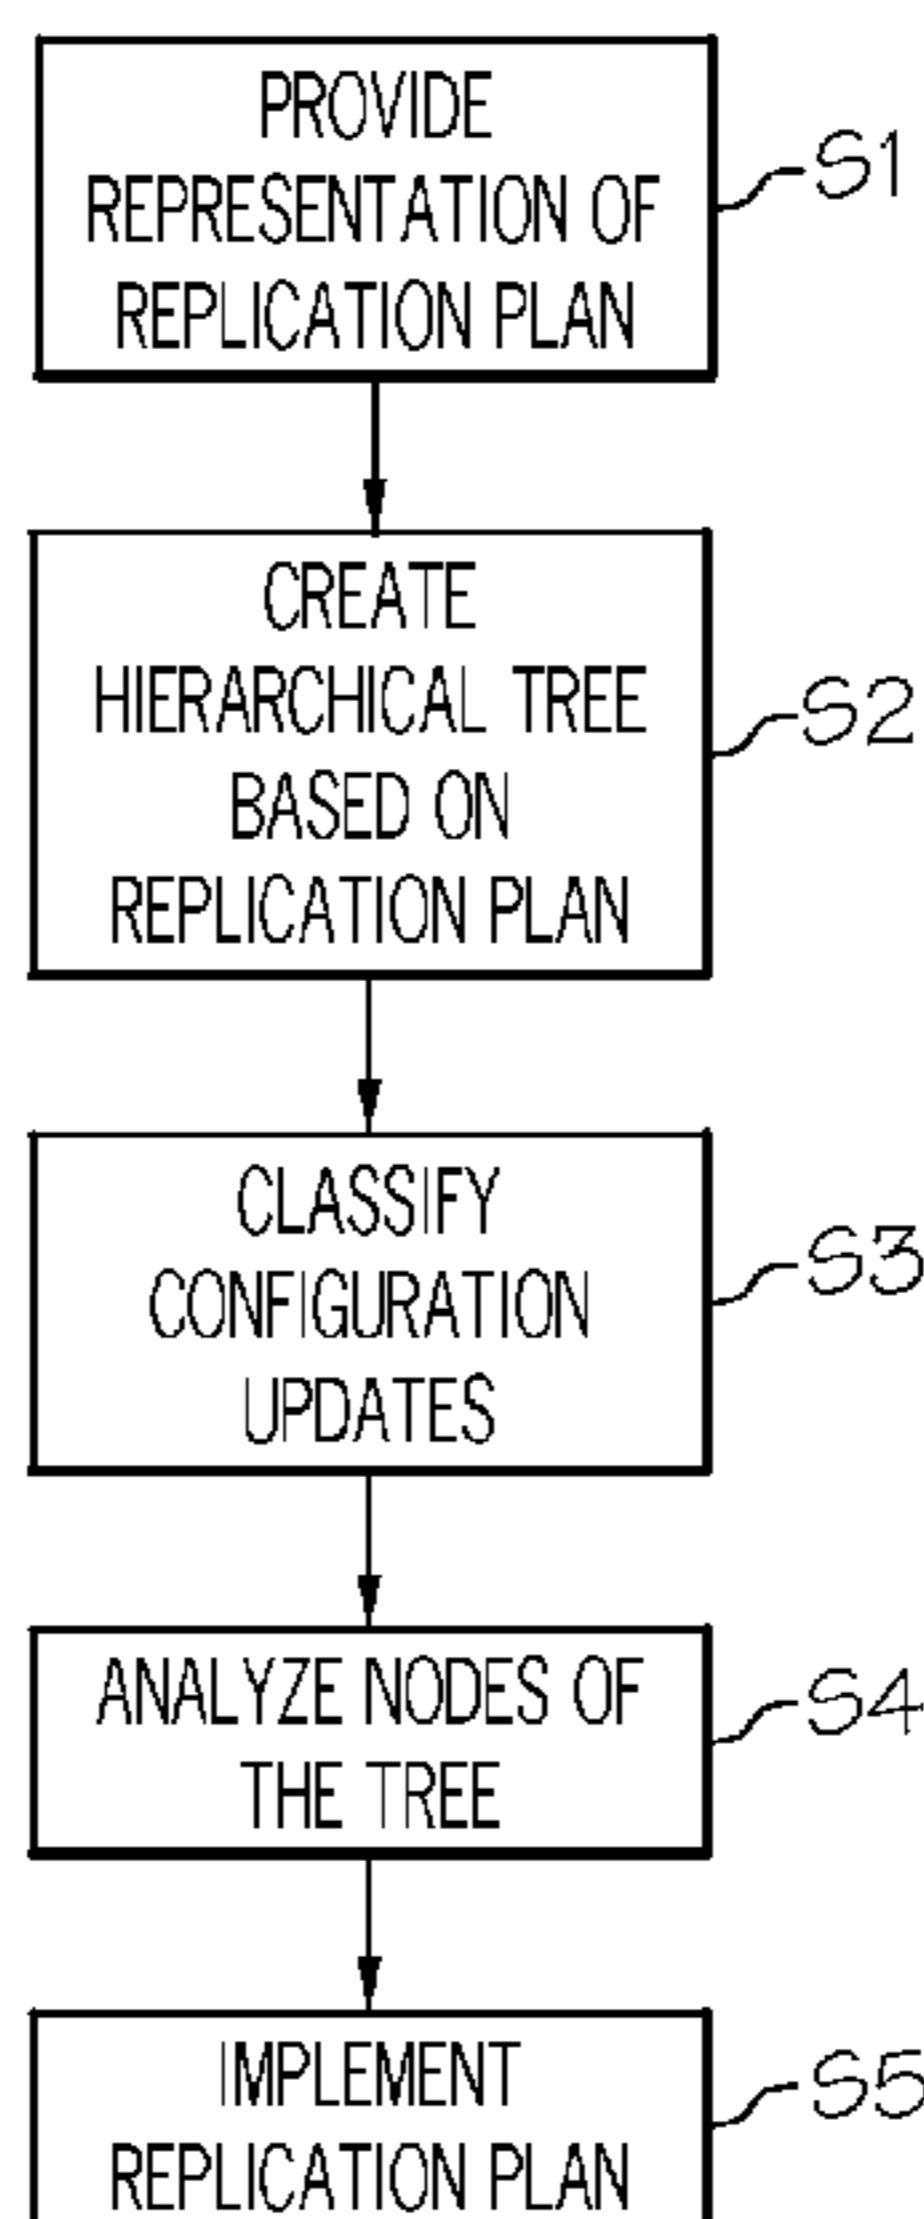 PROVIDE
REPRESENTATION OF
REPLICATION PLAN
S1
CREATE
HIERARCHICAL TREE
BASED ON
REPLICATION PLAN
S2
CLASSIFY
CONFIGURATION
UPDATES
S3
ANALYZE NODES OF
THE TREE
S4
IMPLEMENT
REPLICATION PLAN
S5